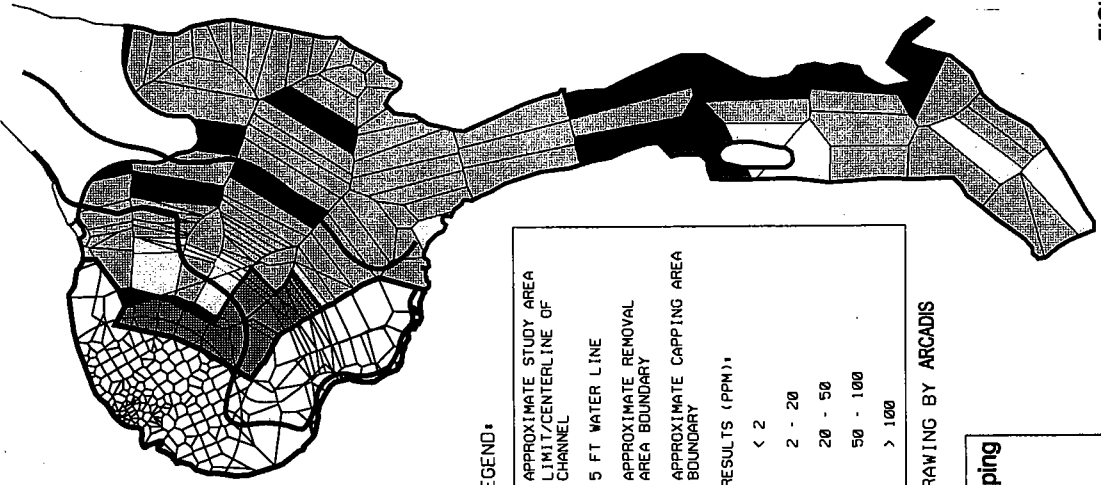 EGEND:
APPROXIMATE STUDY AREA
LIMIT/CENTERLINE OF
CHANNEL
5 FT WATER LINE
APPROXIMATE REMOVAL
AREA BOUNDARY
APPROXIMATE CAPPING AREA
BOUNDARY
RESULTS (PPM):
< 2
2 - 20
20 - 50
50 - 100
> 100
RAWING BY ARCADIS
ping